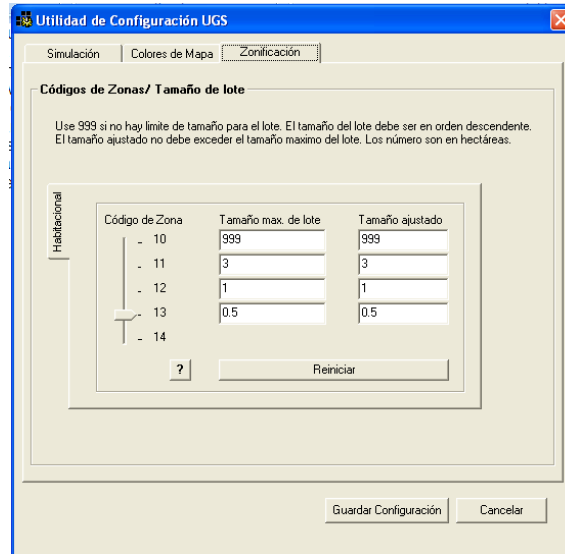 Utilidad de Configuración UGS
Simulación Colores de Mapa Zonificación
Códigos de Zonas/ Tamaño de lote
Use 999 si no hay limite de tamaño para el lote. El tamaño del lote debe ser en orden descendente.
El tamaño ajustado no debe exceder el tamaño maximo del lote. Los número son en hectáreas.
Habitacional
Código de Zona Tamaño max. de lote Tamaño ajustado
10 999 999
11 3 3
12 1 1
13 0.5 0.5
14
? Reiniciar
Guardar Configuración Cancelar